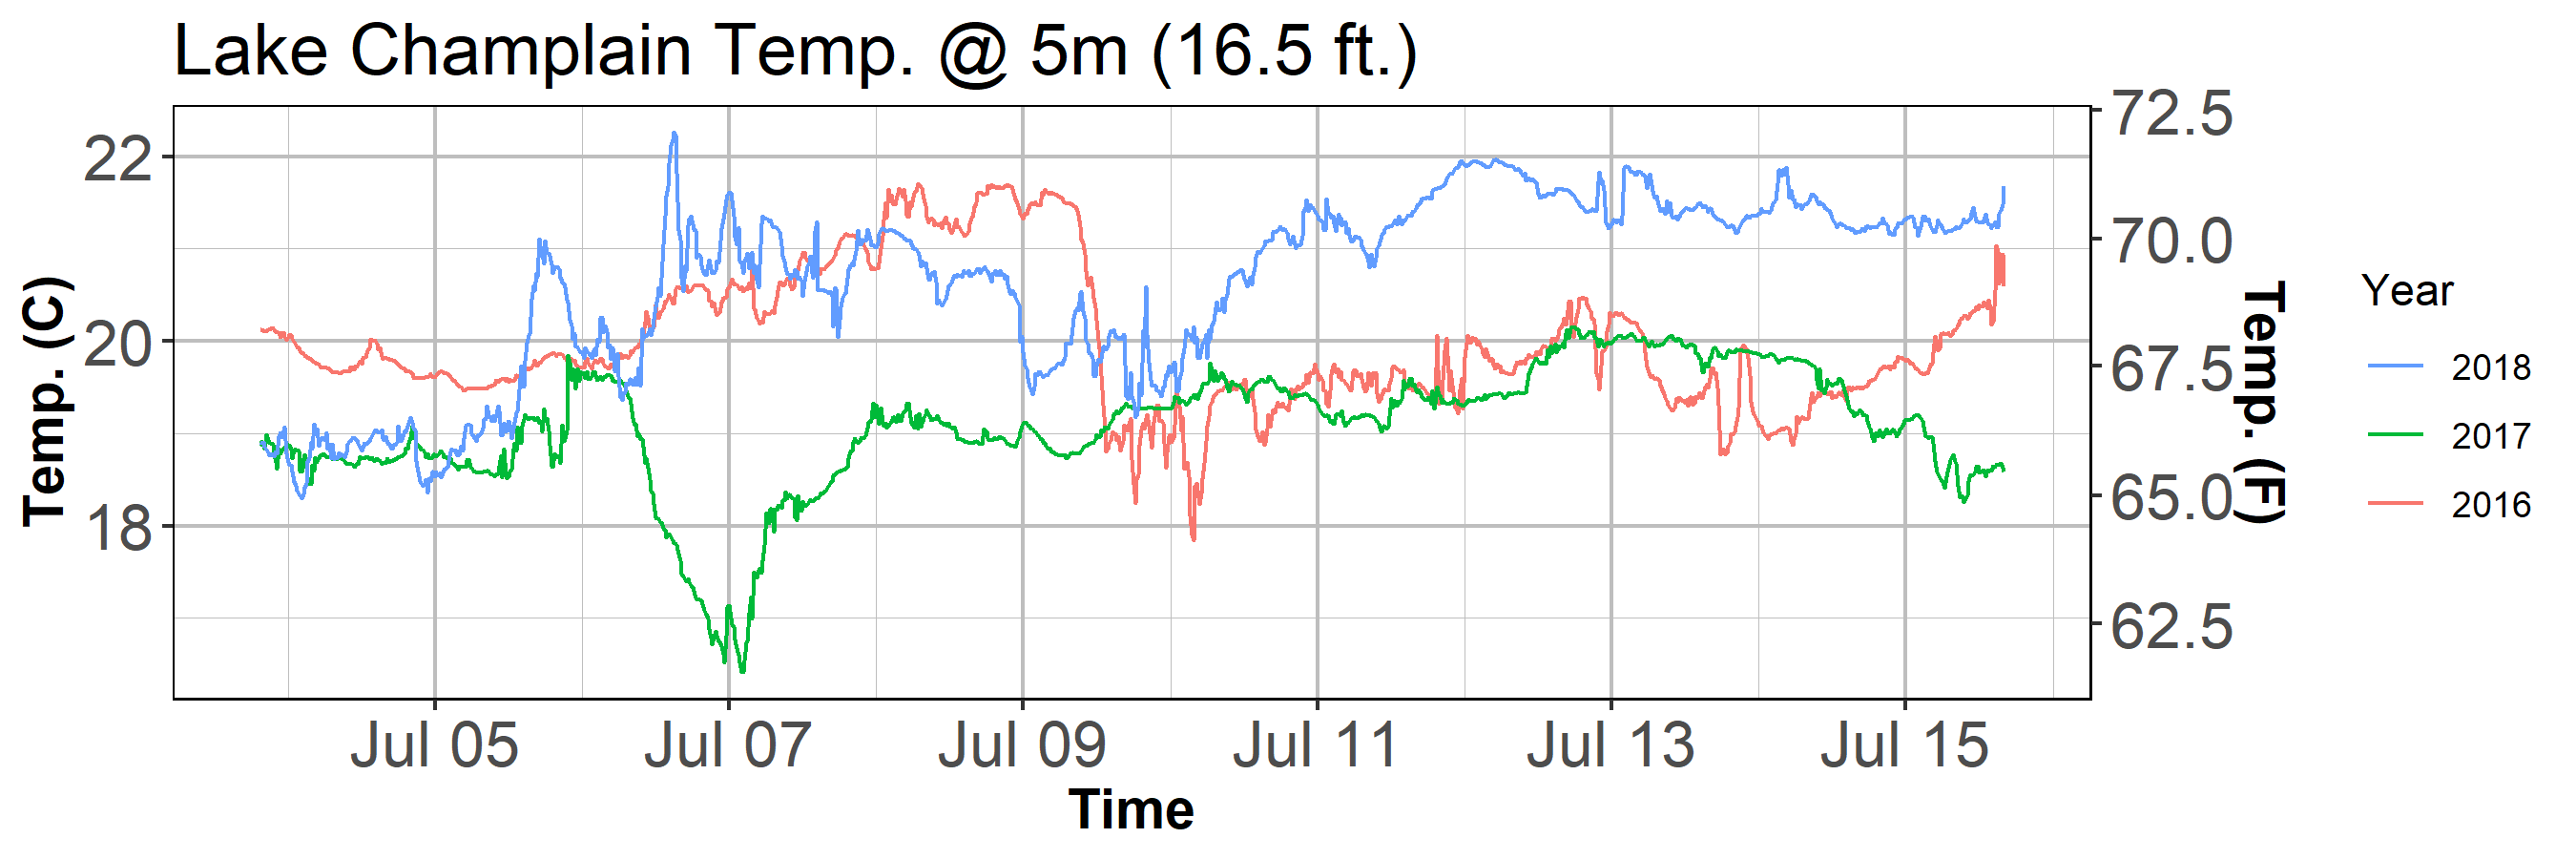 Lake Champlain Temp. @ 5m (16.5 ft.)
Temp. (C)
22
20
18
72.5
70.0
67.5
65.0
62.5
Temp. (F)
Jul 05
Jul 07
Jul 09
Jul 11
Jul 13
Jul 15
Time
Year
2018
2017
2016